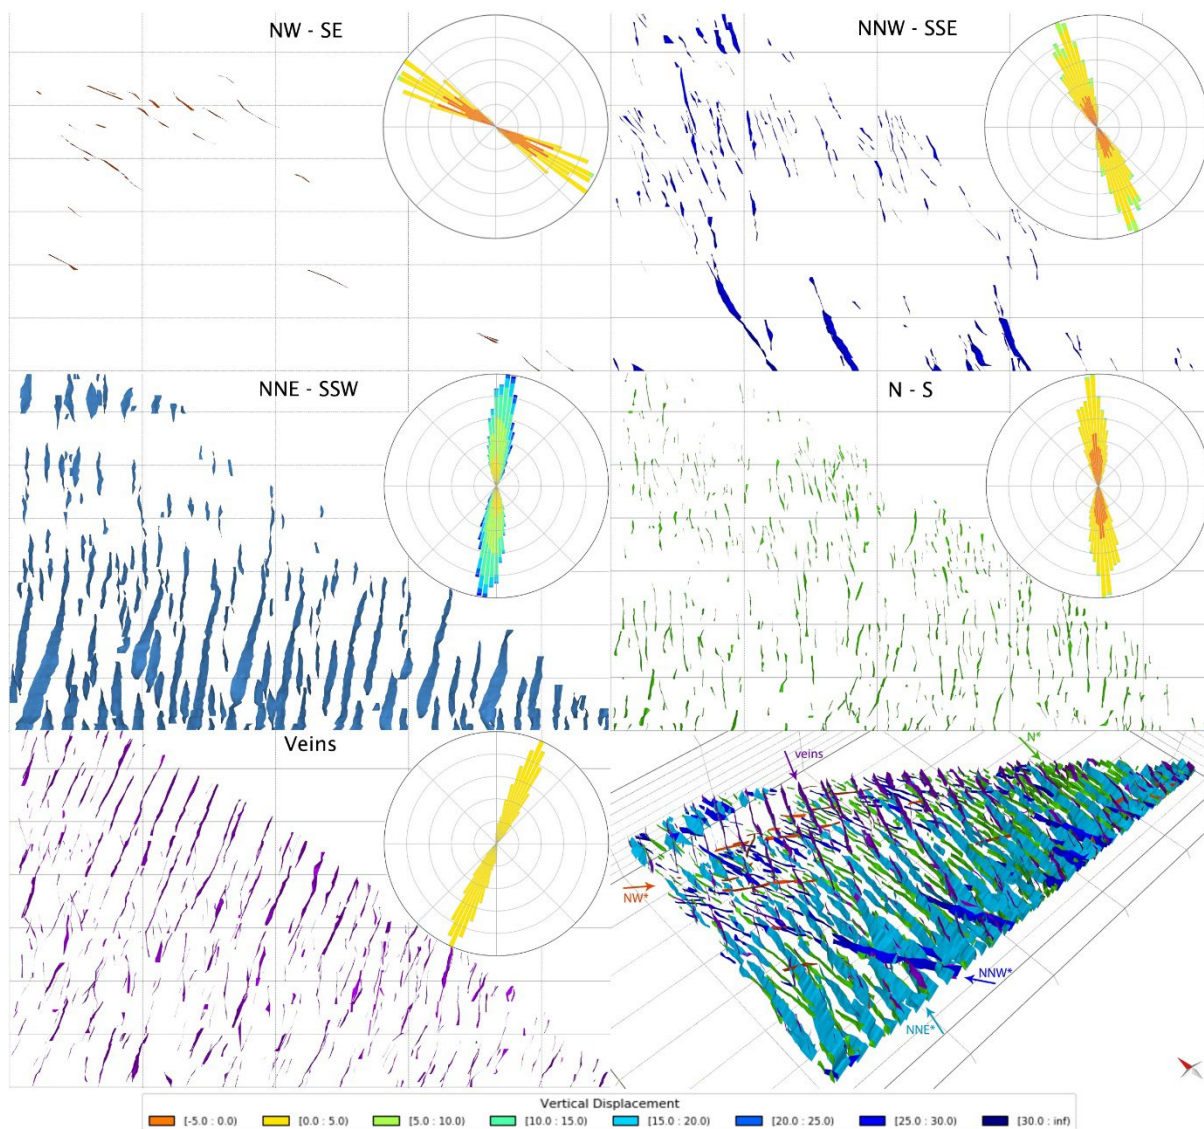 NW - SE
NNW - SSE
NNE - SSW
N - S
Veins
veins
N*
NW*
NNW*
NNE*
Vertical Displacement
[-5.0 : 0.0)
[0.0 : 5.0)
[5.0 : 10.0)
[10.0 : 15.0)
[15.0 : 20.0)
[20.0 : 25.0)
[25.0 : 30.0)
[30.0 : inf)